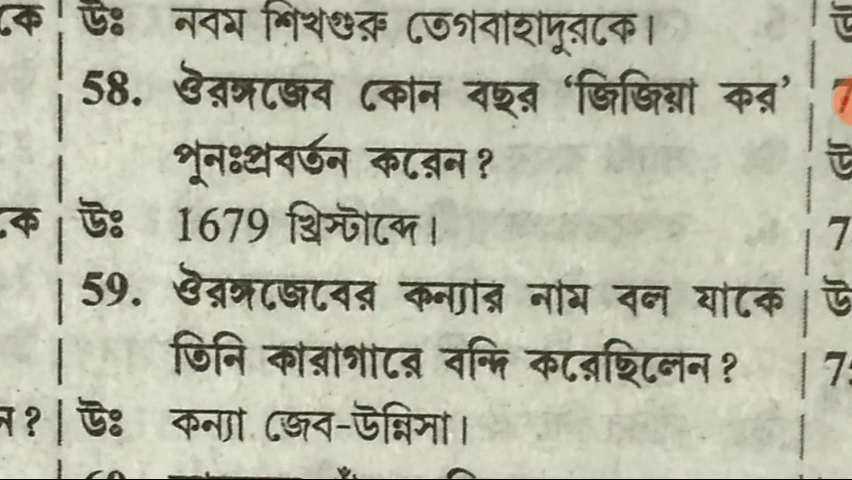 কে
উঃ নবম শিখগুরু তেগবাহাদুরকে।
58. ঔরঙ্গজেব কোন বছর ‘জিজিয়া কর’
পুনঃপ্রবর্তন করেন?
কে
উঃ 1679 খ্রিস্টাব্দে।
59. ঔরঙ্গজেবের কন্যার নাম বল যাকে
তিনি কারাগারে বন্দি করেছিলেন?
ন?
উঃ কন্যা জেব-উন্নিসা।
উ
উ
7
উ